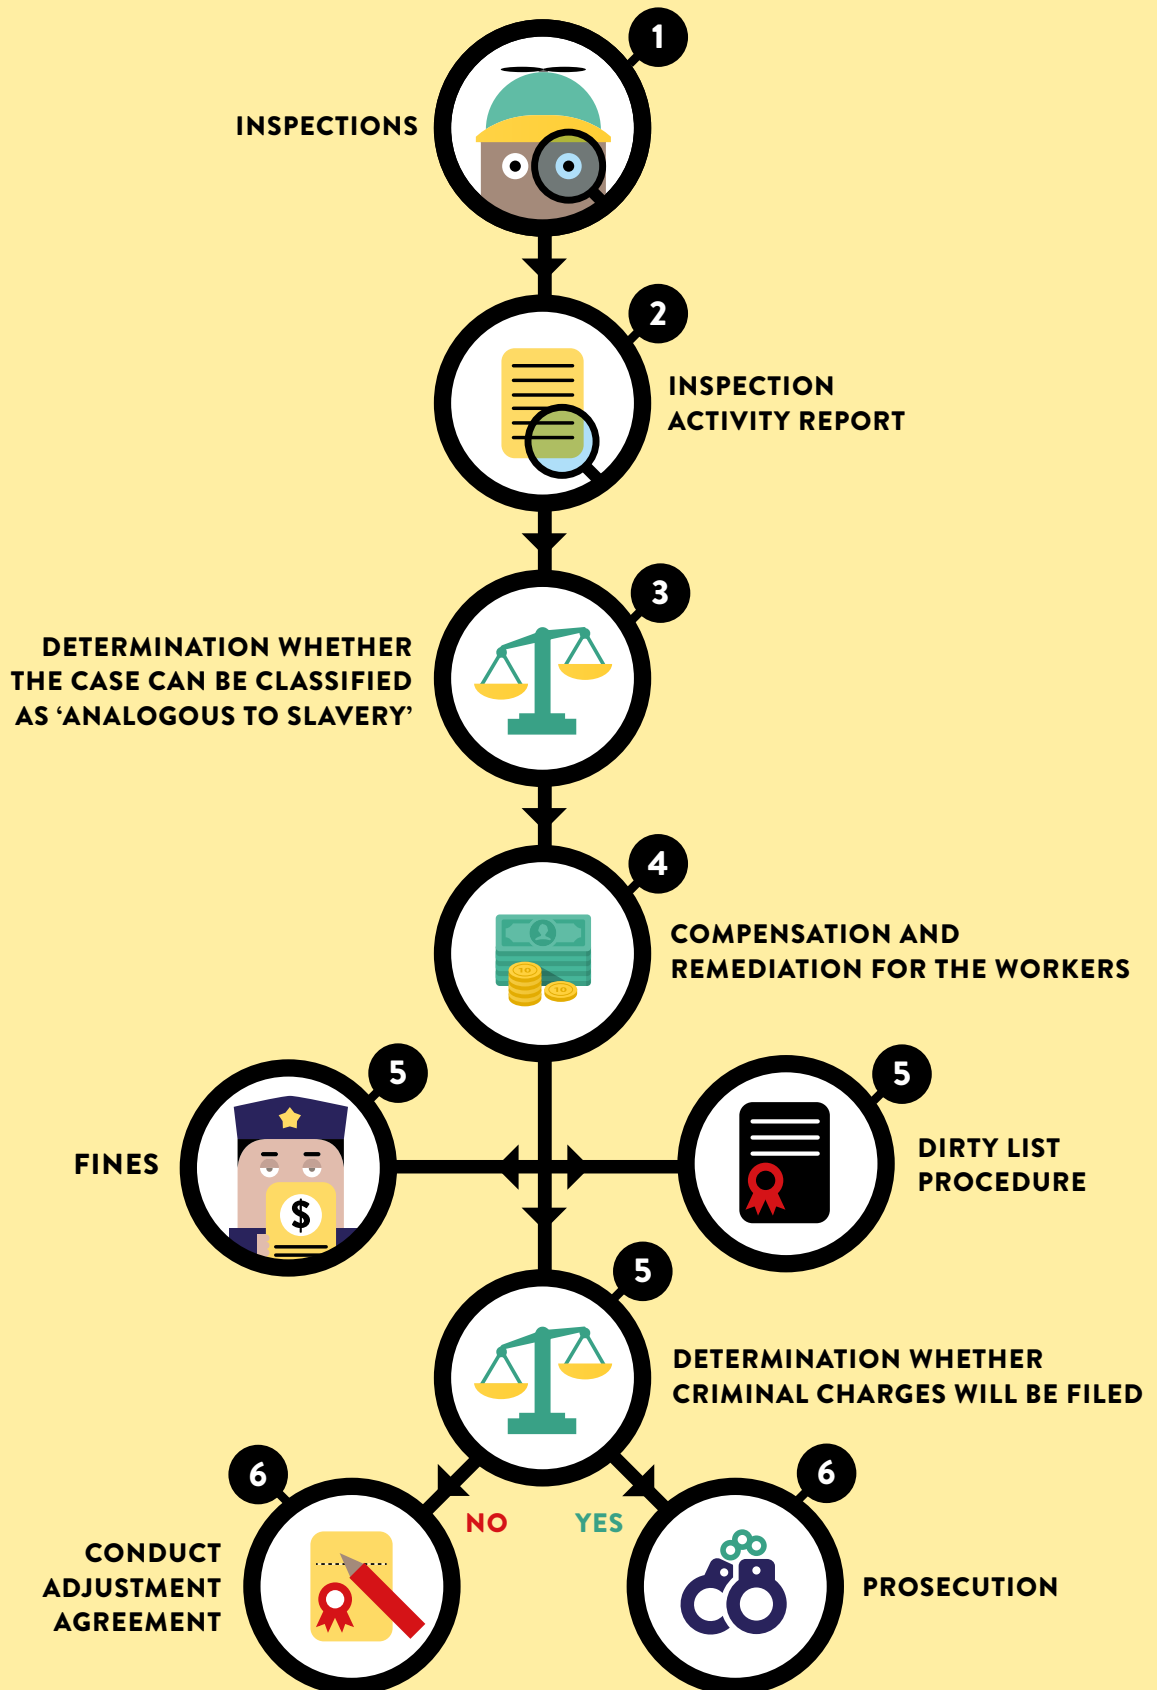 1
INSPECTIONS
2
INSPECTION
ACTIVITY REPORT
3
DETERMINATION WHETHER
THE CASE CAN BE CLASSIFIED
AS ‘ANALOGOUS TO SLAVERY’
4
10
10
COMPENSATION AND
REMEDIATION FOR THE WORKERS
5
FINES
$
5
DIRTY LIST
PROCEDURE
5
DETERMINATION WHETHER
CRIMINAL CHARGES WILL BE FILED
NO
YES
6
CONDUCT
ADJUSTMENT
AGREEMENT
6
PROSECUTION